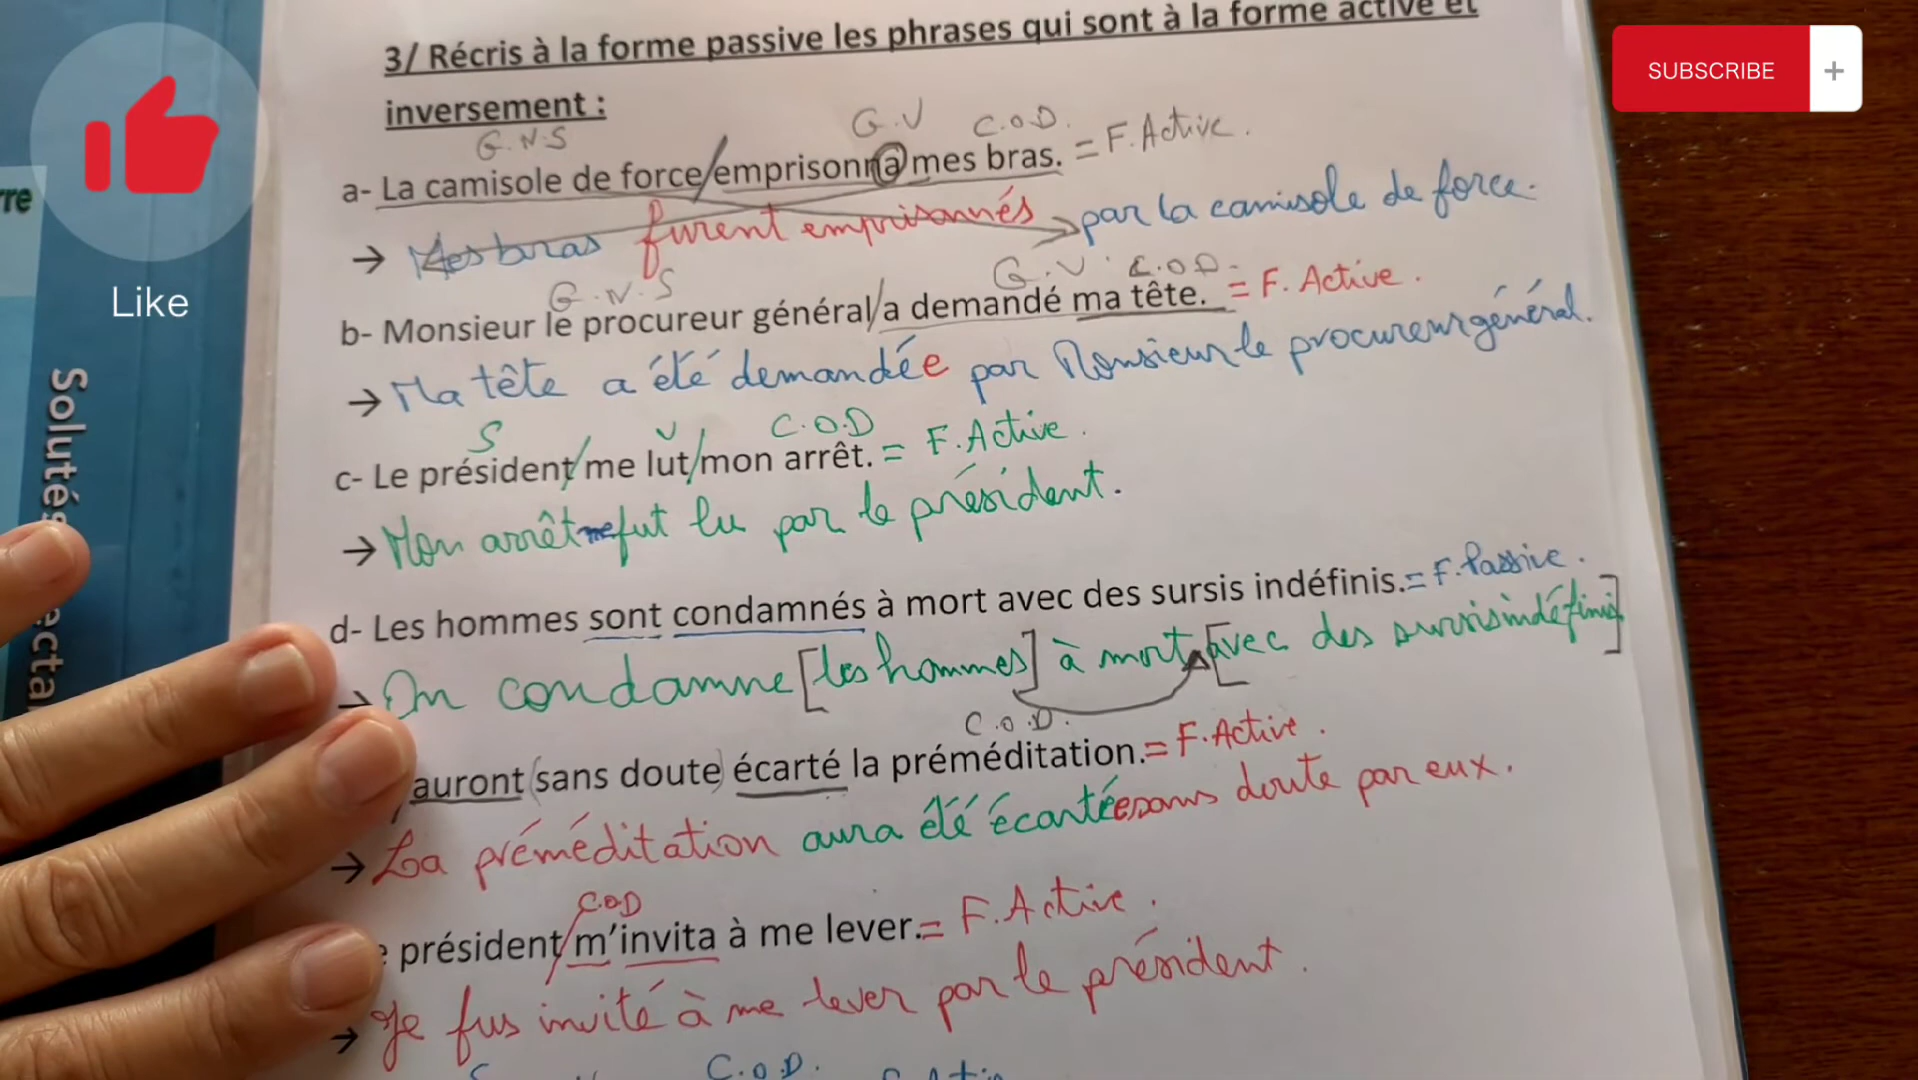 3/ Récris à la forme passive les phrases qui sont à la forme active et
inversement :
SUBSCRIBE +
Like
G.N.S G.V C.O.D. = F. Active.
a- La camisole de force/emprisonna mes bras.
→ Mes bras furent emprisonnés par la camisole de force.
G.N.S G.V. C.O.D. = F. Active.
b- Monsieur le procureur général/a demandé ma tête.
→ Ma tête a été demandée par Monsieur le procureur général.
S V C.O.D = F. Active.
c- Le président/me lut/mon arrêt.
→ Mon arrêt me fut lu par le président.
d- Les hommes sont condamnés à mort avec des sursis indéfinis. = F. Passive.
→ On condamne [les hommes] à mort [avec des sursis indéfinis]
C.O.D.
auront (sans doute) écarté la préméditation. = F. Active.
→ La préméditation aura été écartée sans doute par eux.
C.O.D
président/m'invita à me lever. = F. Active.
→ Je fus invité à me lever par le président.
C.O.D.
Soluté